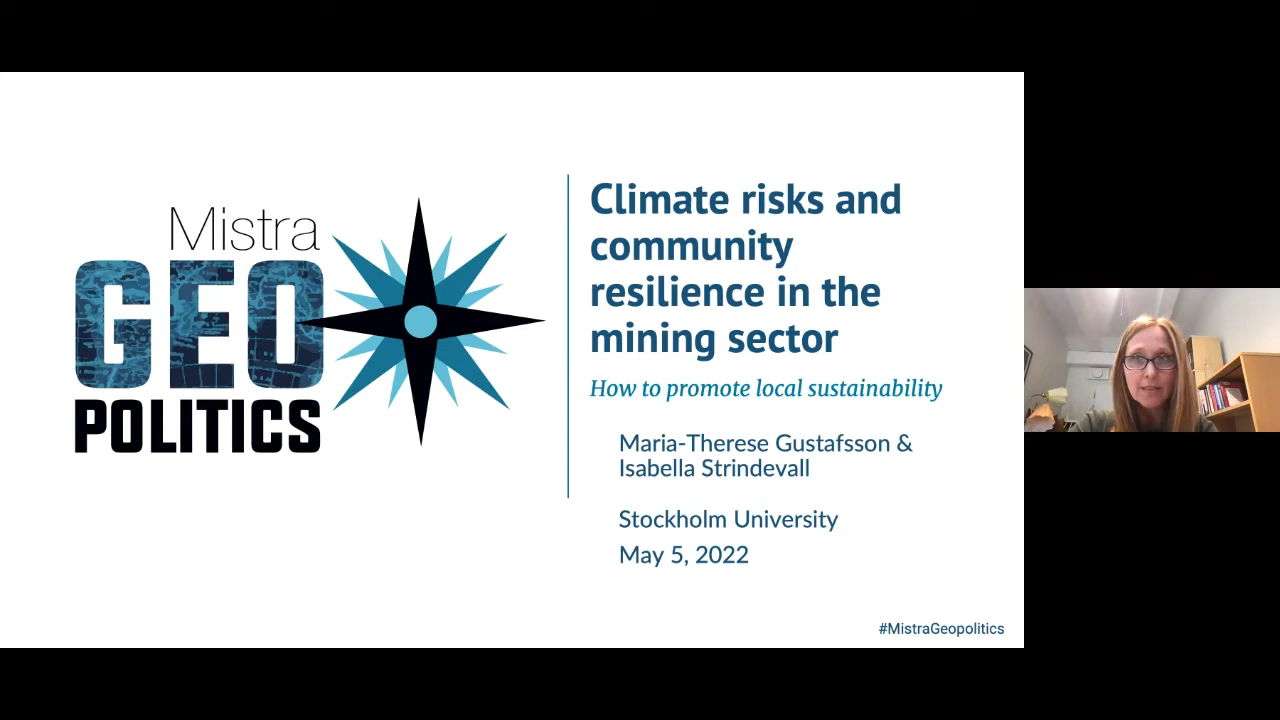 Mistra
GEO
POLITICS
Climate risks and
community
resilience in the
mining sector
How to promote local sustainability
Maria-Therese Gustafsson &
Isabella Strindevall
Stockholm University
May 5, 2022
#MistraGeopolitics